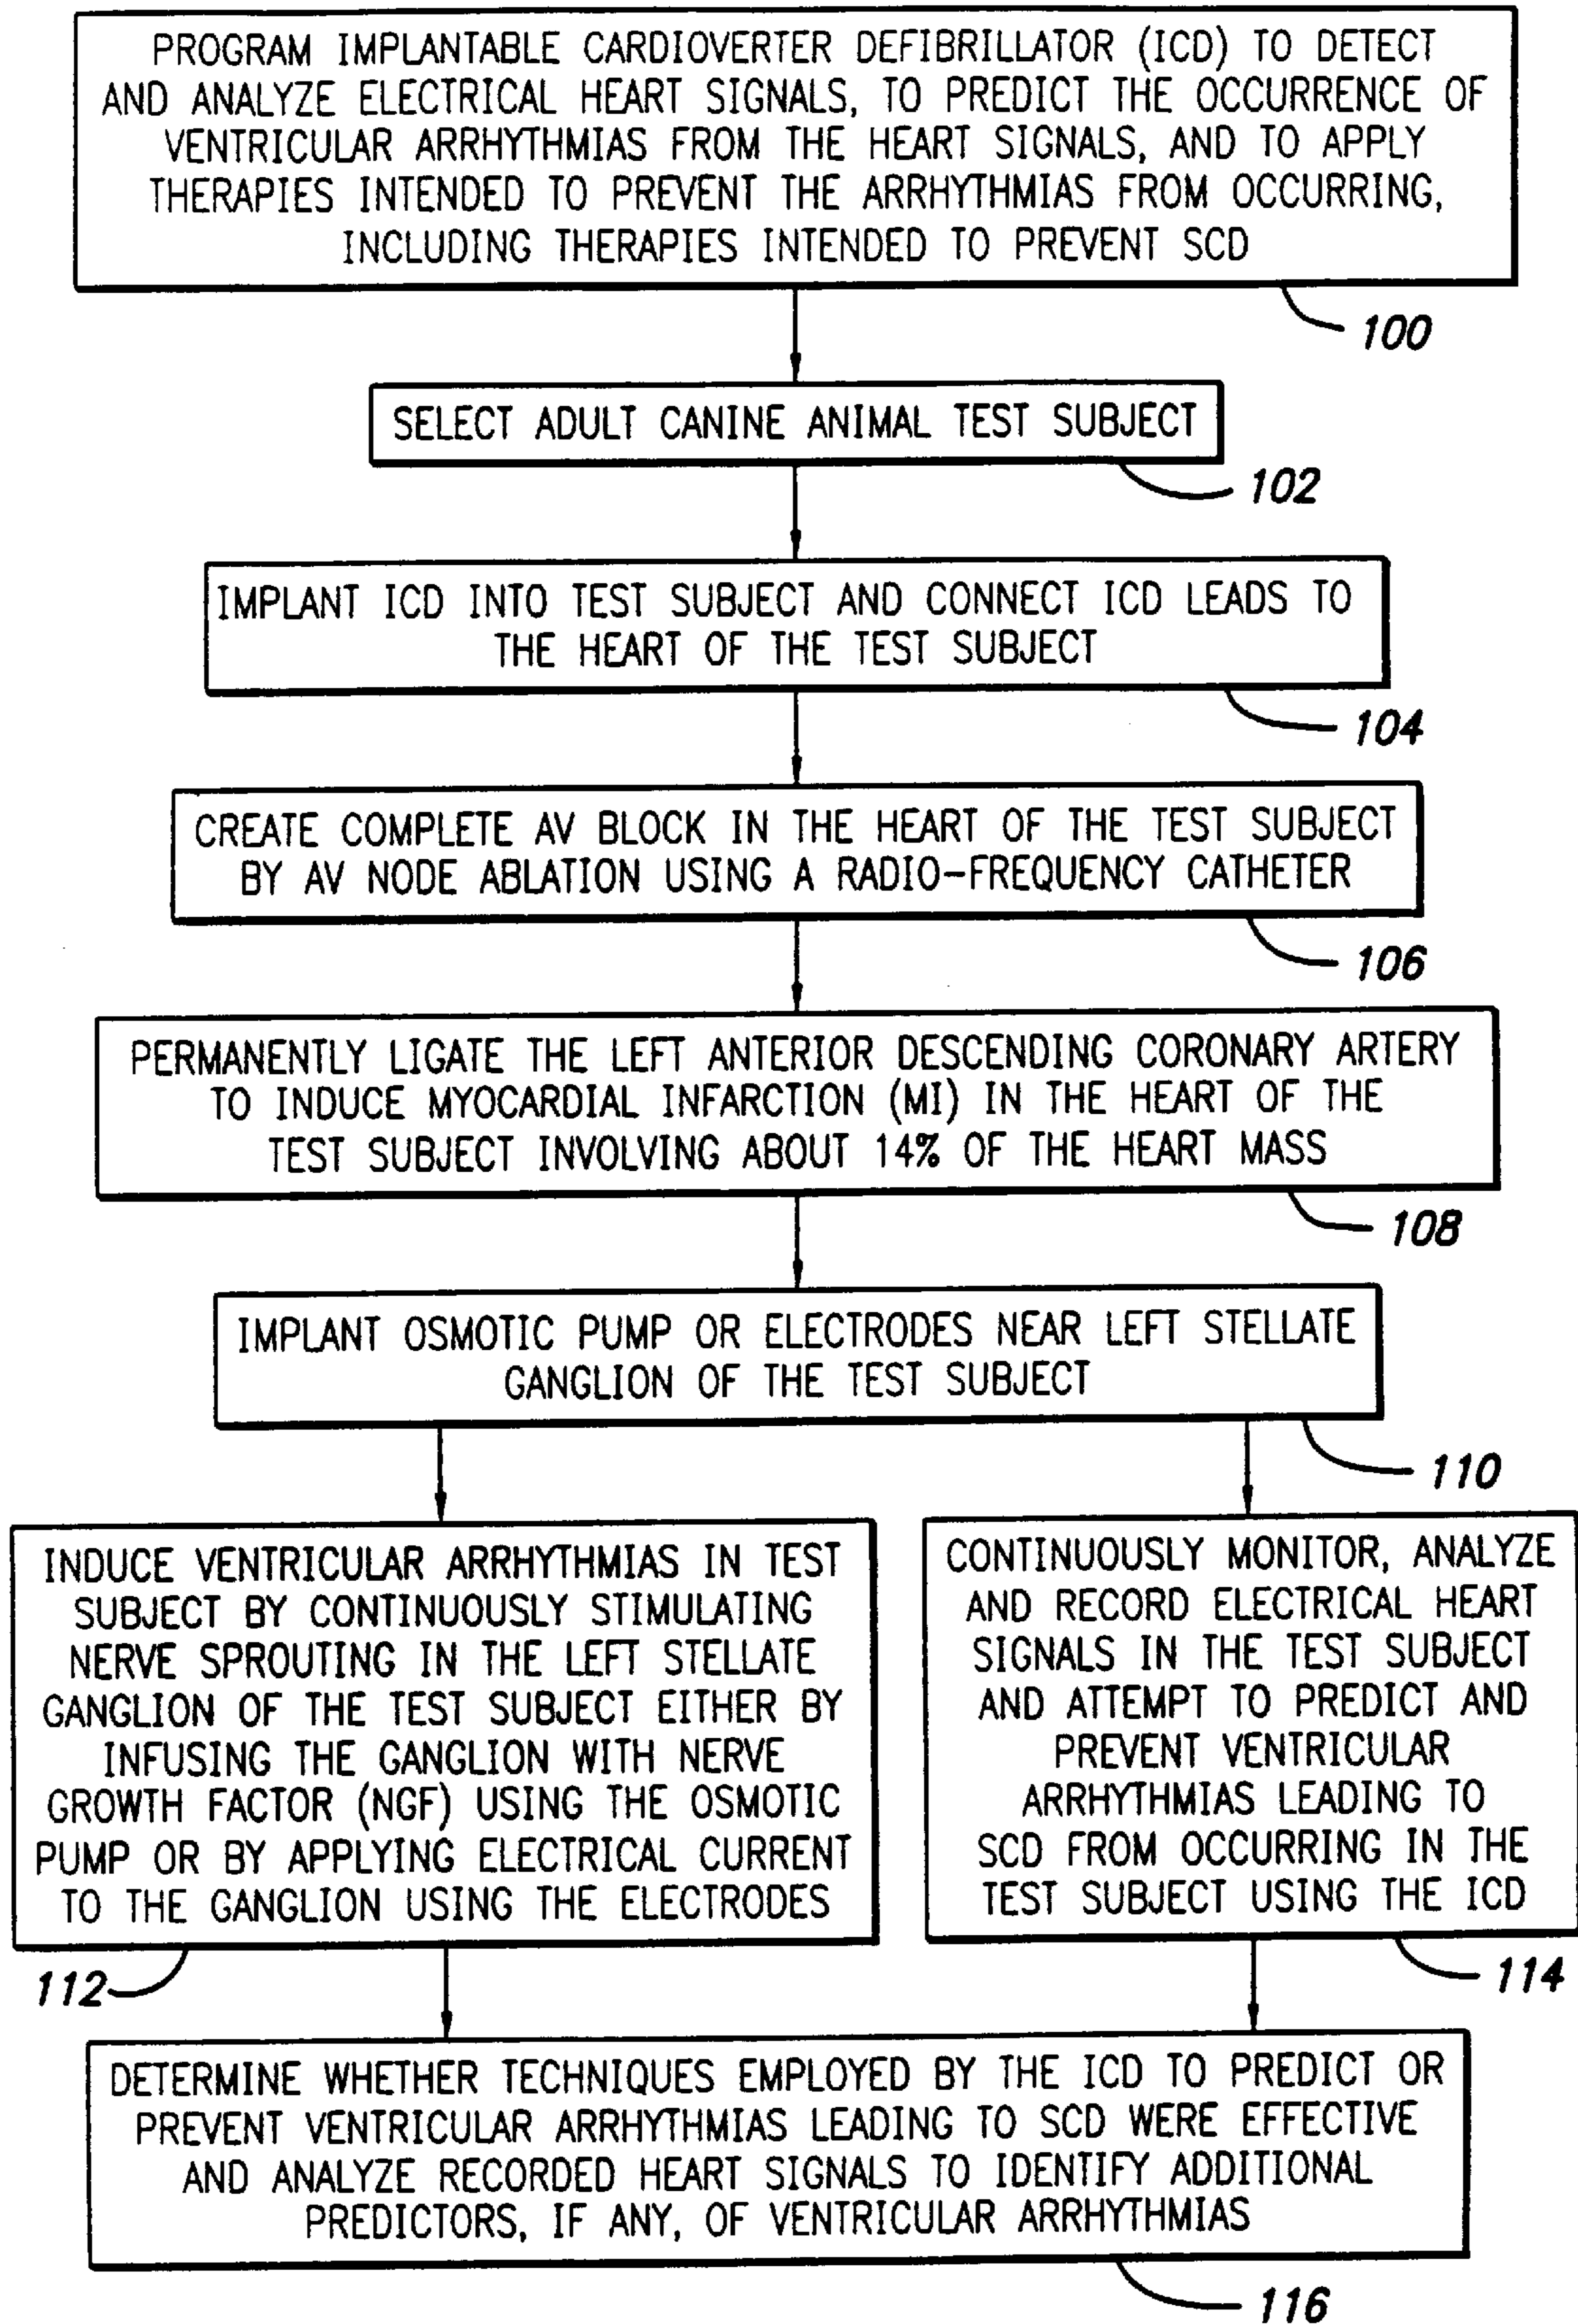 PROGRAM IMPLANTABLE CARDIOVERTER DEFIBRILLATOR (ICD) TO DETECT
AND ANALYZE ELECTRICAL HEART SIGNALS, TO PREDICT THE OCCURRENCE OF
VENTRICULAR ARRHYTHMIAS FROM THE HEART SIGNALS, AND TO APPLY
THERAPIES INTENDED TO PREVENT THE ARRHYTHMIAS FROM OCCURRING,
INCLUDING THERAPIES INTENDED TO PREVENT SCD
100
SELECT ADULT CANINE ANIMAL TEST SUBJECT
102
IMPLANT ICD INTO TEST SUBJECT AND CONNECT ICD LEADS TO
THE HEART OF THE TEST SUBJECT
104
CREATE COMPLETE AV BLOCK IN THE HEART OF THE TEST SUBJECT
BY AV NODE ABLATION USING A RADIO-FREQUENCY CATHETER
106
PERMANENTLY LIGATE THE LEFT ANTERIOR DESCENDING CORONARY ARTERY
TO INDUCE MYOCARDIAL INFARCTION (MI) IN THE HEART OF THE
TEST SUBJECT INVOLVING ABOUT 14% OF THE HEART MASS
108
IMPLANT OSMOTIC PUMP OR ELECTRODES NEAR LEFT STELLATE
GANGLION OF THE TEST SUBJECT
110
INDUCE VENTRICULAR ARRHYTHMIAS IN TEST
SUBJECT BY CONTINUOUSLY STIMULATING
NERVE SPROUTING IN THE LEFT STELLATE
GANGLION OF THE TEST SUBJECT EITHER BY
INFUSING THE GANGLION WITH NERVE
GROWTH FACTOR (NGF) USING THE OSMOTIC
PUMP OR BY APPLYING ELECTRICAL CURRENT
TO THE GANGLION USING THE ELECTRODES
112
CONTINUOUSLY MONITOR, ANALYZE
AND RECORD ELECTRICAL HEART
SIGNALS IN THE TEST SUBJECT
AND ATTEMPT TO PREDICT AND
PREVENT VENTRICULAR
ARRHYTHMIAS LEADING TO
SCD FROM OCCURRING IN THE
TEST SUBJECT USING THE ICD
114
DETERMINE WHETHER TECHNIQUES EMPLOYED BY THE ICD TO PREDICT OR
PREVENT VENTRICULAR ARRHYTHMIAS LEADING TO SCD WERE EFFECTIVE
AND ANALYZE RECORDED HEART SIGNALS TO IDENTIFY ADDITIONAL
PREDICTORS, IF ANY, OF VENTRICULAR ARRHYTHMIAS
116